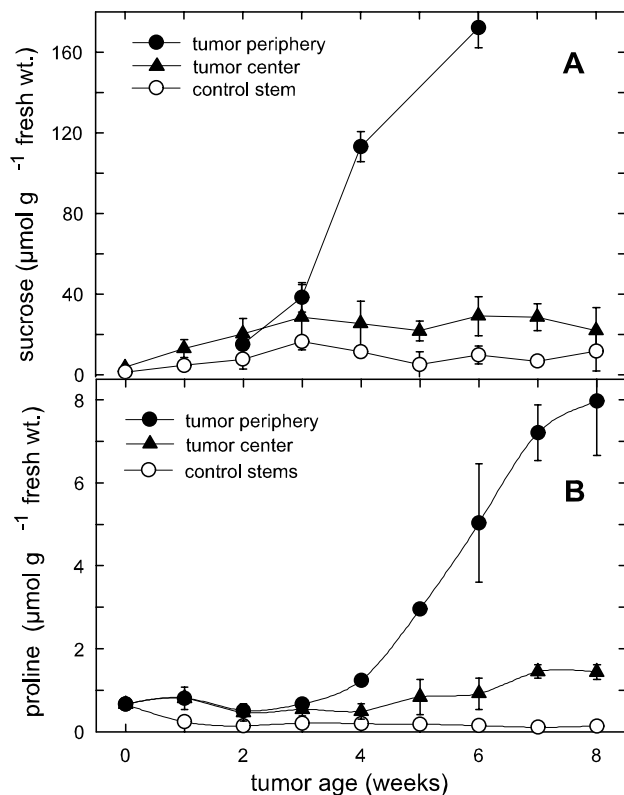 160
120
80
40
0
sucrose (µmol g ⁻¹ fresh wt.)
tumor periphery
tumor center
control stem
A
8
6
4
2
0
proline (µmol g ⁻¹ fresh wt.)
tumor periphery
tumor center
control stems
B
0 2 4 6 8
tumor age (weeks)